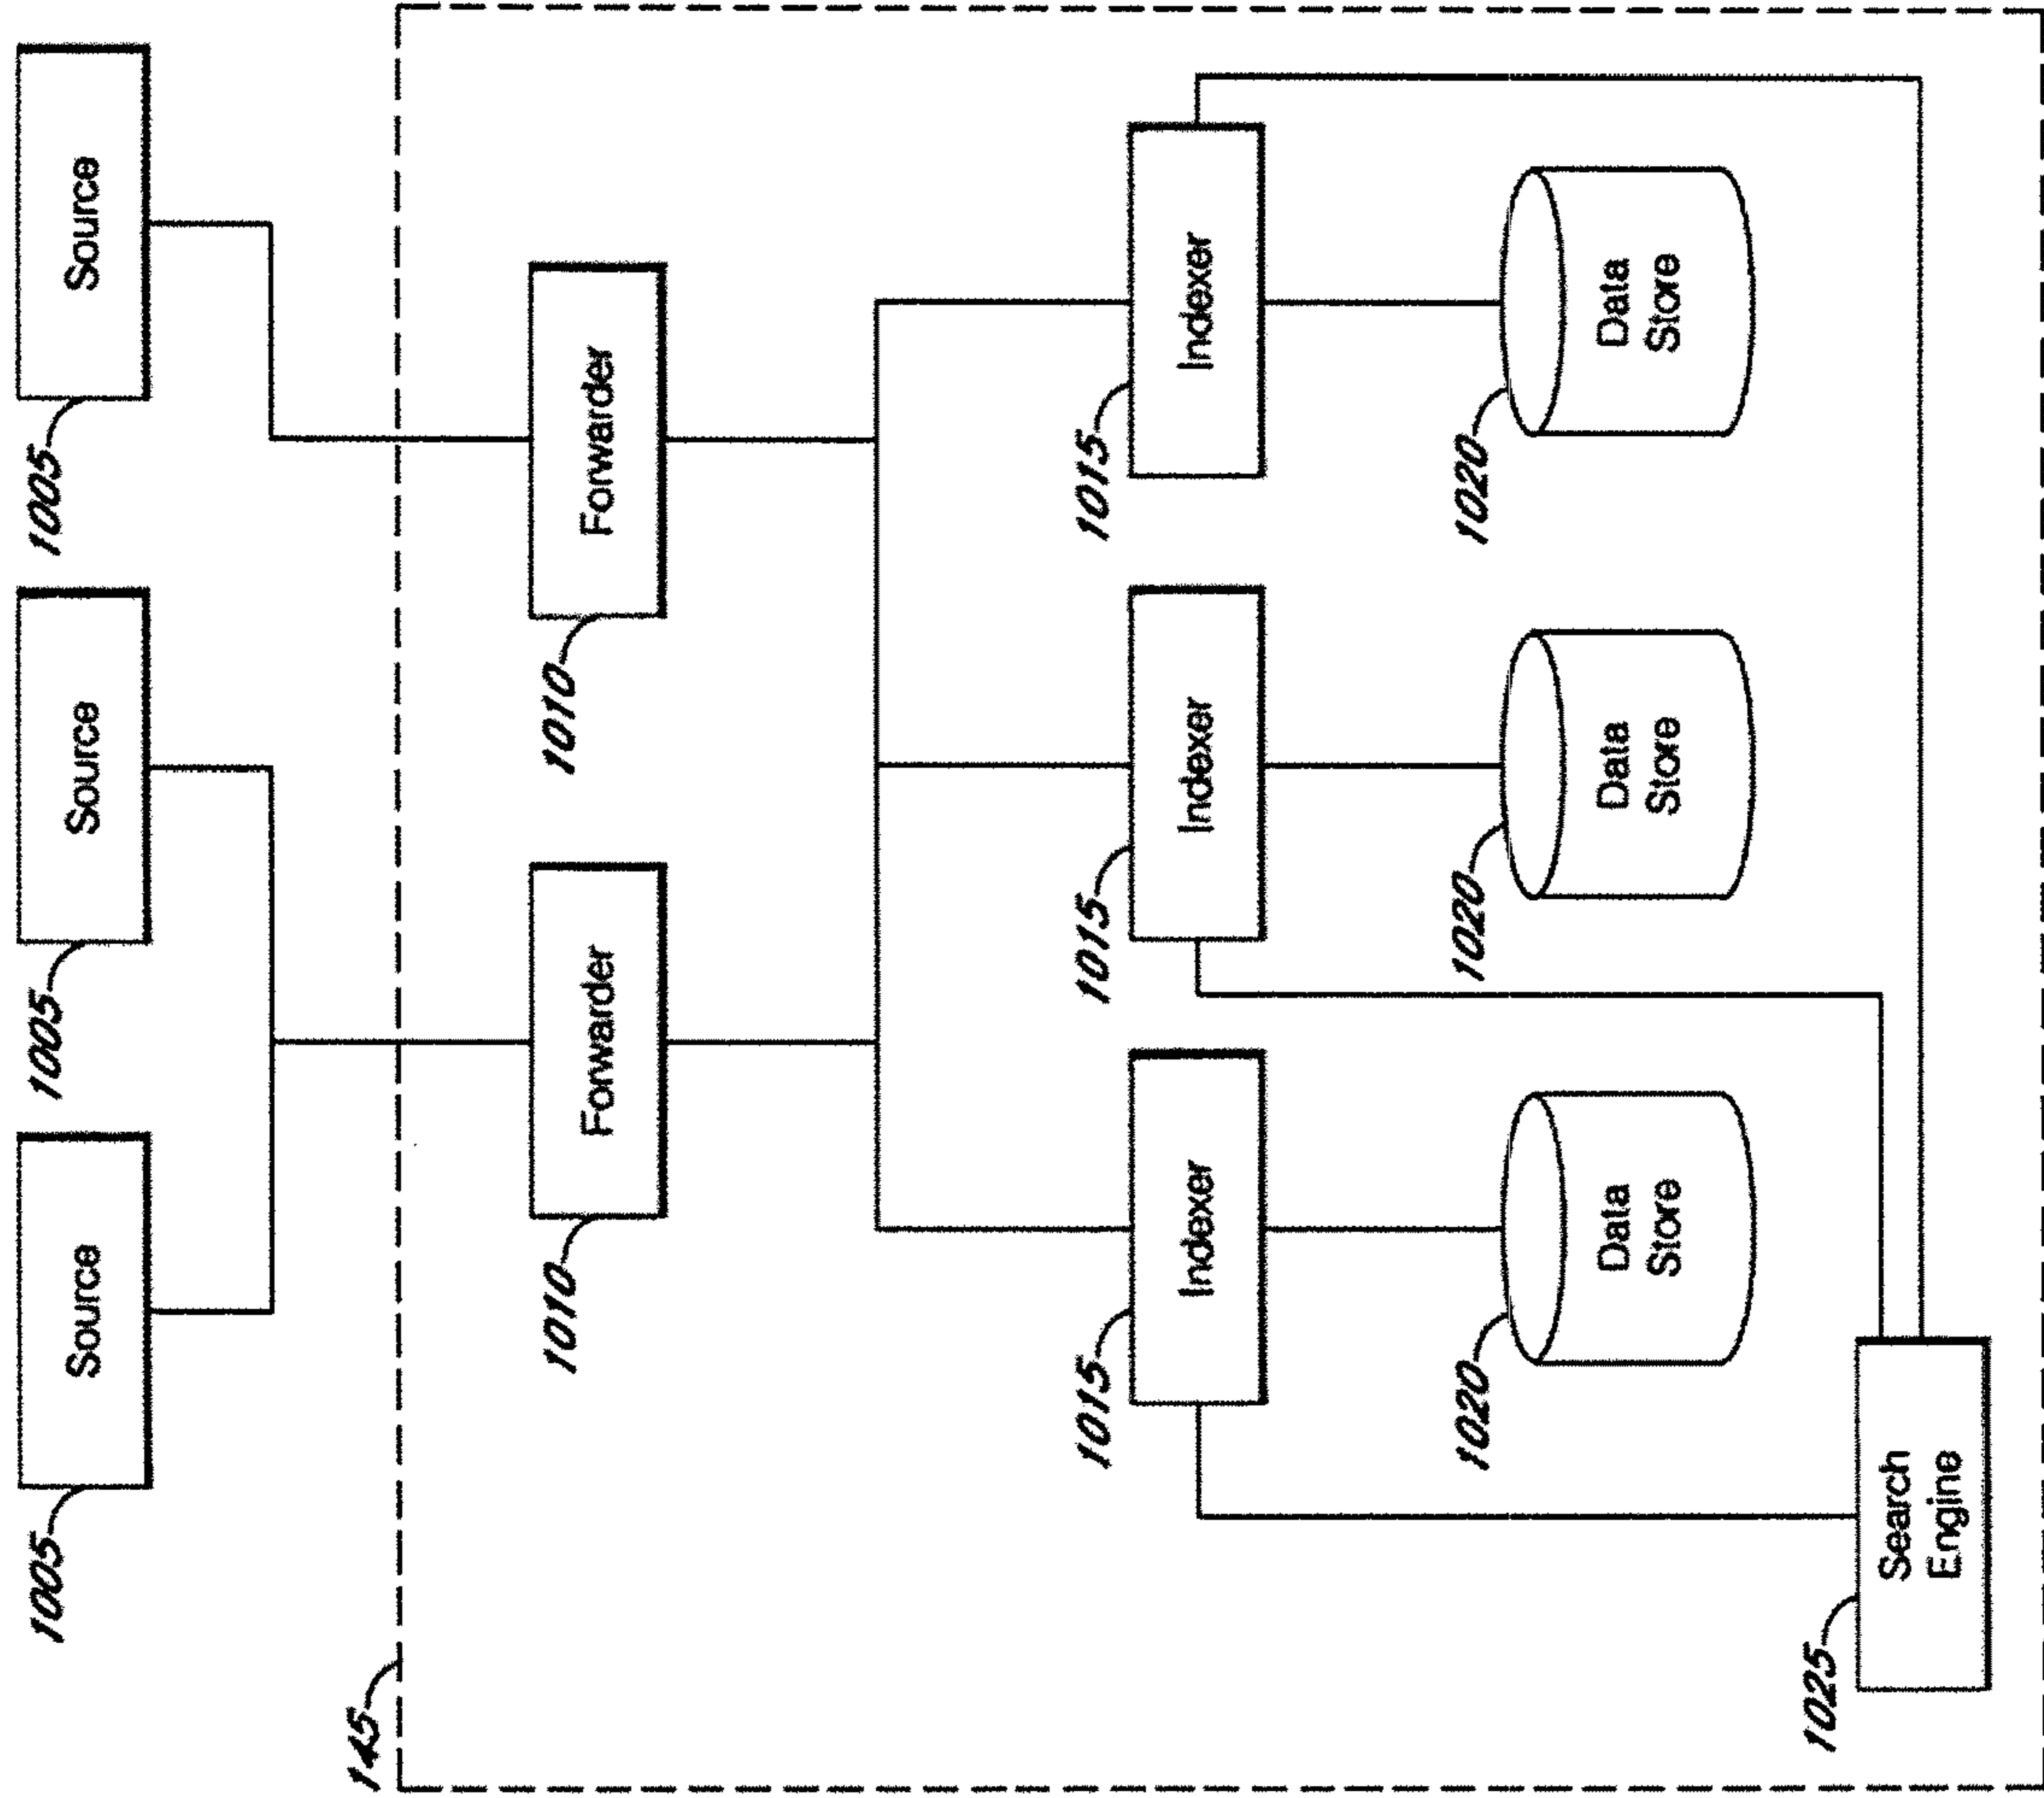 Source
Source
Source
1005
1005
1005
145
Forwarder
Forwarder
1010
1010
Indexer
Indexer
Indexer
1015
1015
1015
Data
Store
Data
Store
Data
Store
1020
1020
1020
Search
Engine
1025